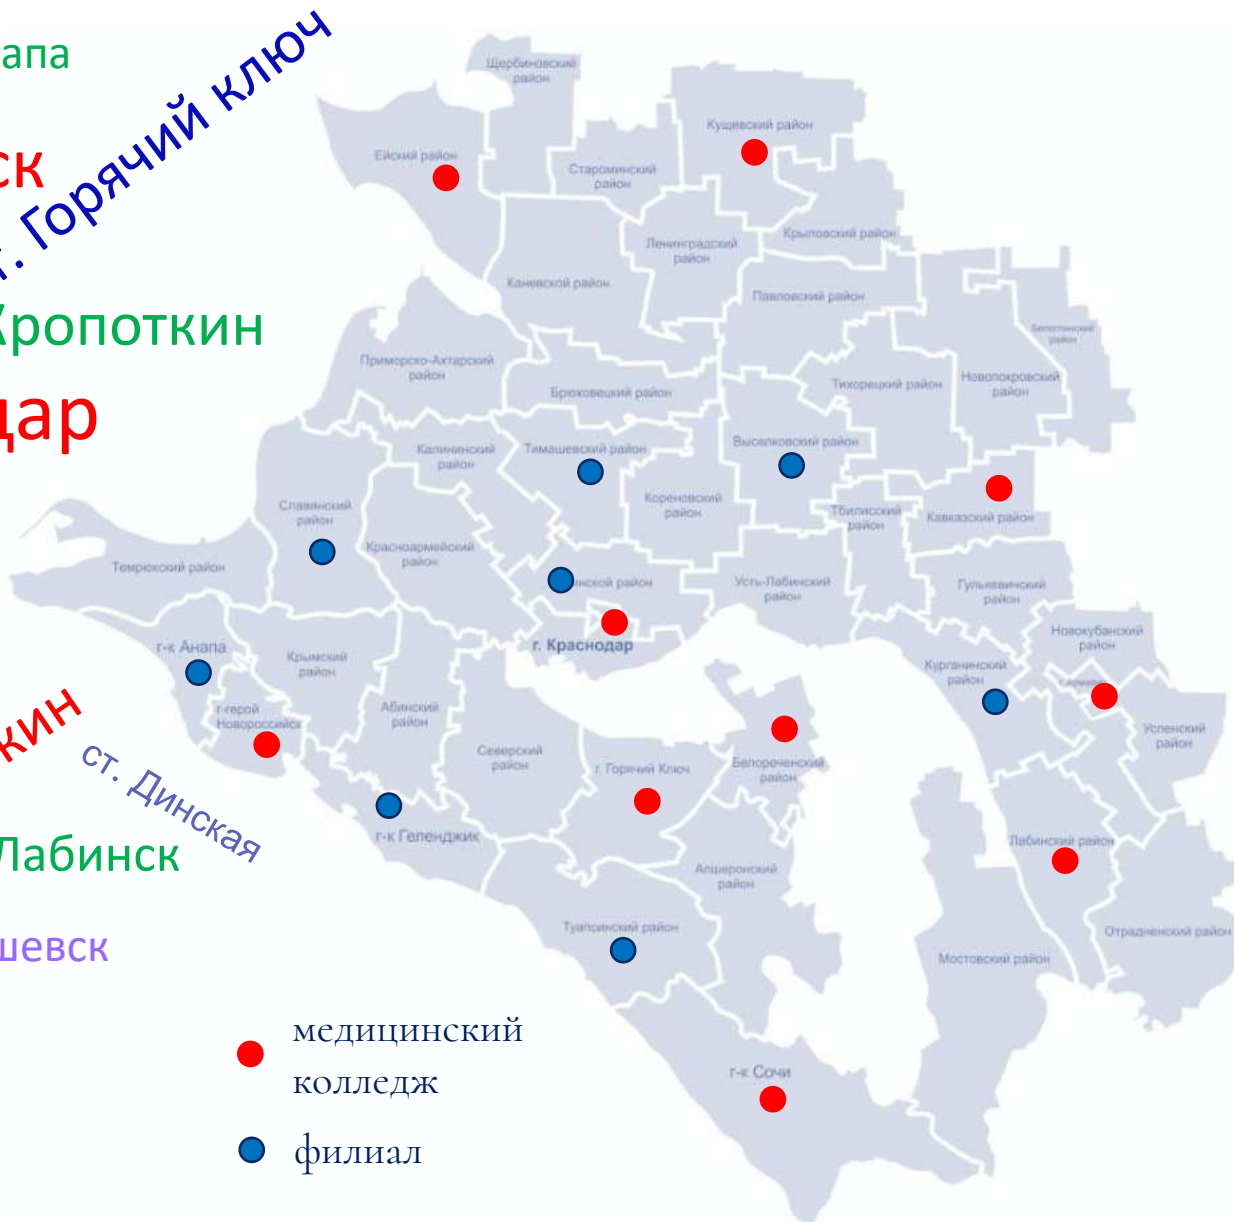 апа
ск
г. Горячий ключ
Кропоткин
дар
кин
ст. Динская
Лабинск
шевск
Щербиновский
район
Ейский район
Кущевский район
Староминский
район
Крыловский район
Ленинградский
район
Каневской район
Павловский район
Белоглинский
район
Приморско-Ахтарский
район
Брюховецкий район
Тихорецкий район
Новопокровский
район
Калининский
район
Тимашевский район
Выселковский район
Славянский
район
Кореновский
район
Тбилисский
район
Кавказский район
Красноармейский
район
Темрюкский район
инской район
Усть-Лабинский
район
Гулькевичский
район
г. Краснодар
Новокубанский
район
г-к Анапа
Крымский
район
Курганинский
район
г-герой
Новороссийск
Абинский
район
Северский
район
г. Горячий Ключ
Белореченский
район
Успенский
район
г-к Геленджик
Лабинский район
Апшеронский
район
Туапсинский район
Отрадненский район
Мостовский район
г-к Сочи
медицинский
колледж
филиал